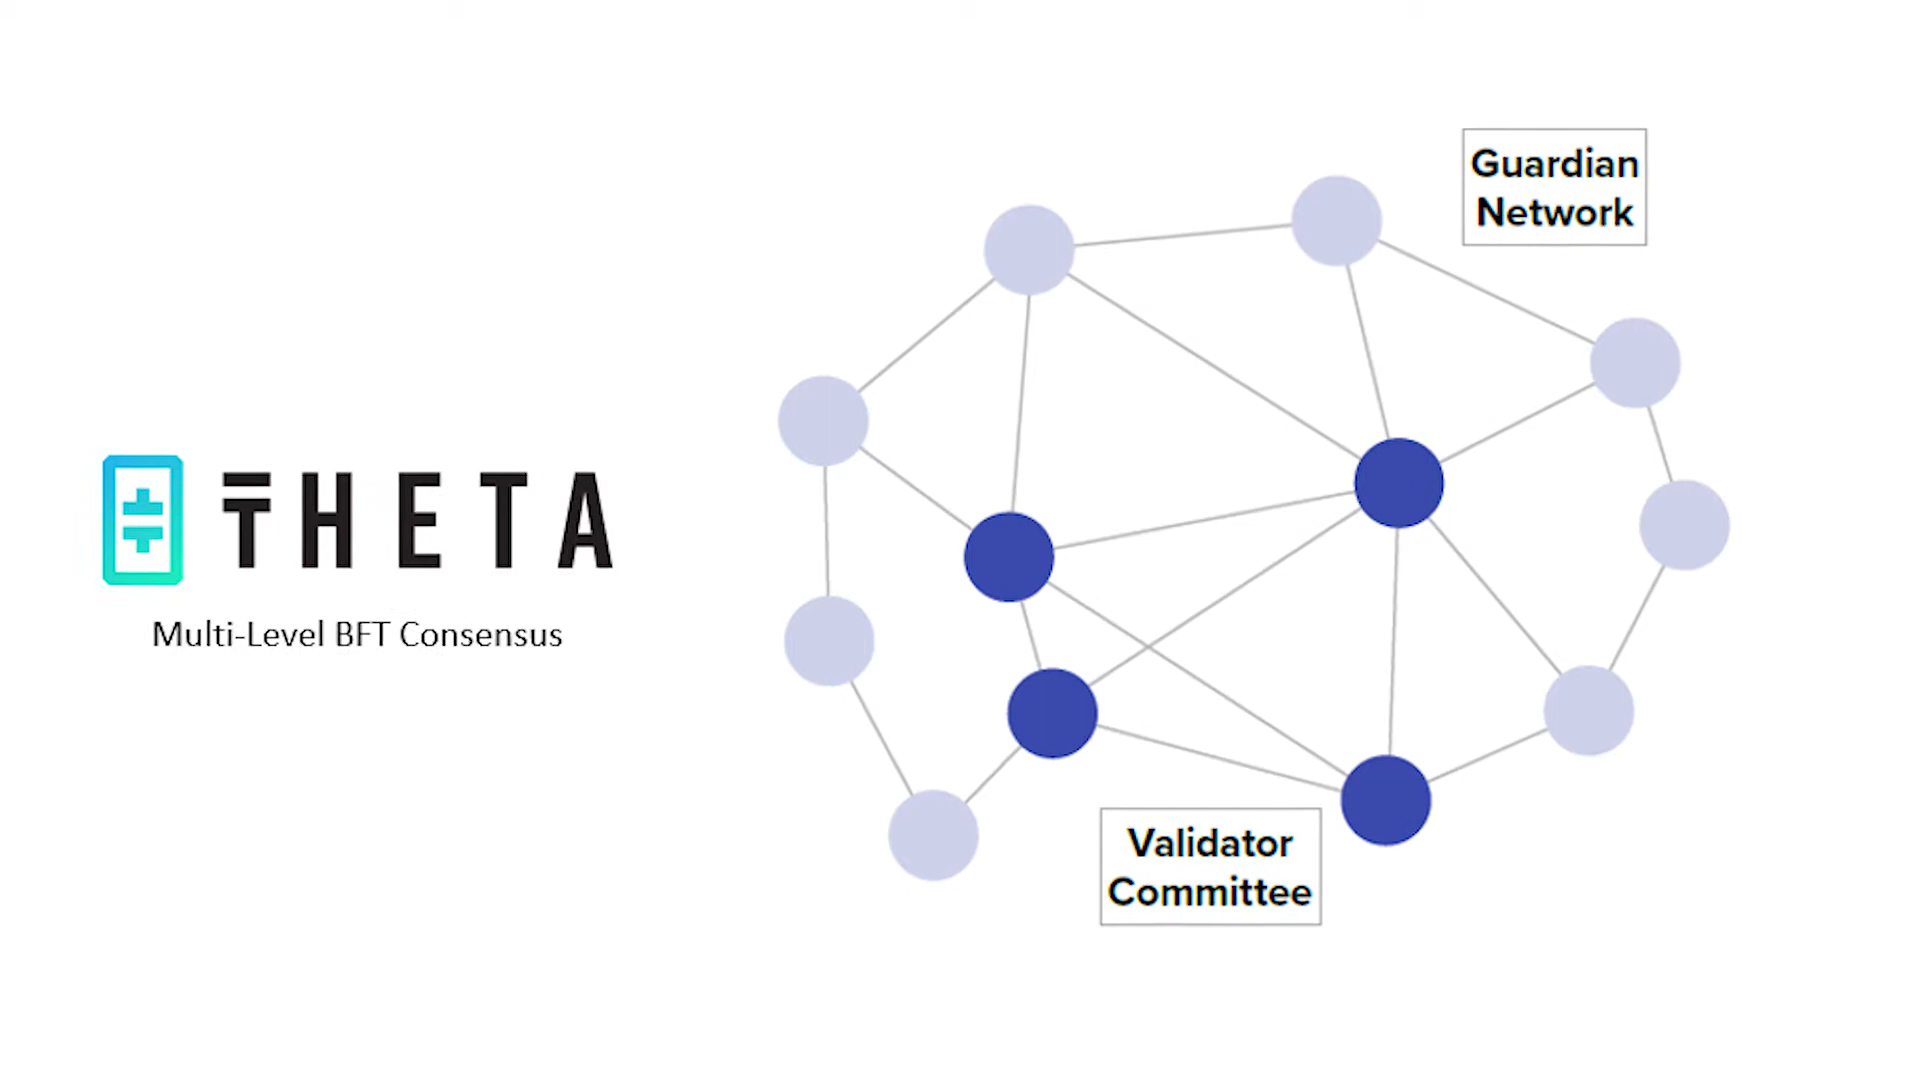 THETA
Multi-Level BFT Consensus
Guardian
Network
Validator
Committee